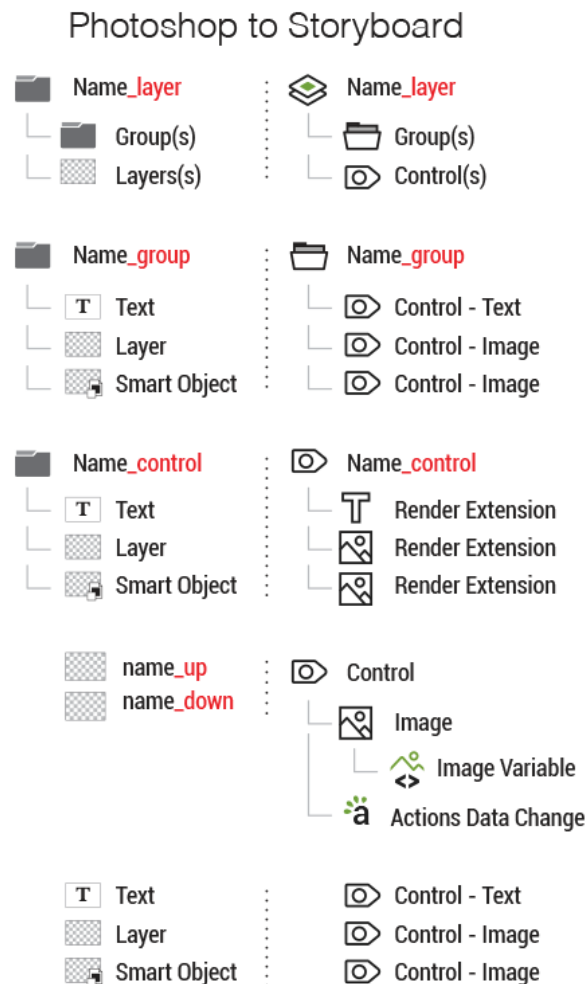 Photoshop to Storyboard
Name_layer Name_layer
Group(s) Group(s)
Layers(s) Control(s)
Name_group Name_group
T Text Control - Text
Layer Control - Image
Smart Object Control - Image
Name_control Name_control
T Text T Render Extension
Layer Render Extension
Smart Object Render Extension
name_up Control
name_down
Image
<> Image Variable
a Actions Data Change
T Text Control - Text
Layer Control - Image
Smart Object Control - Image